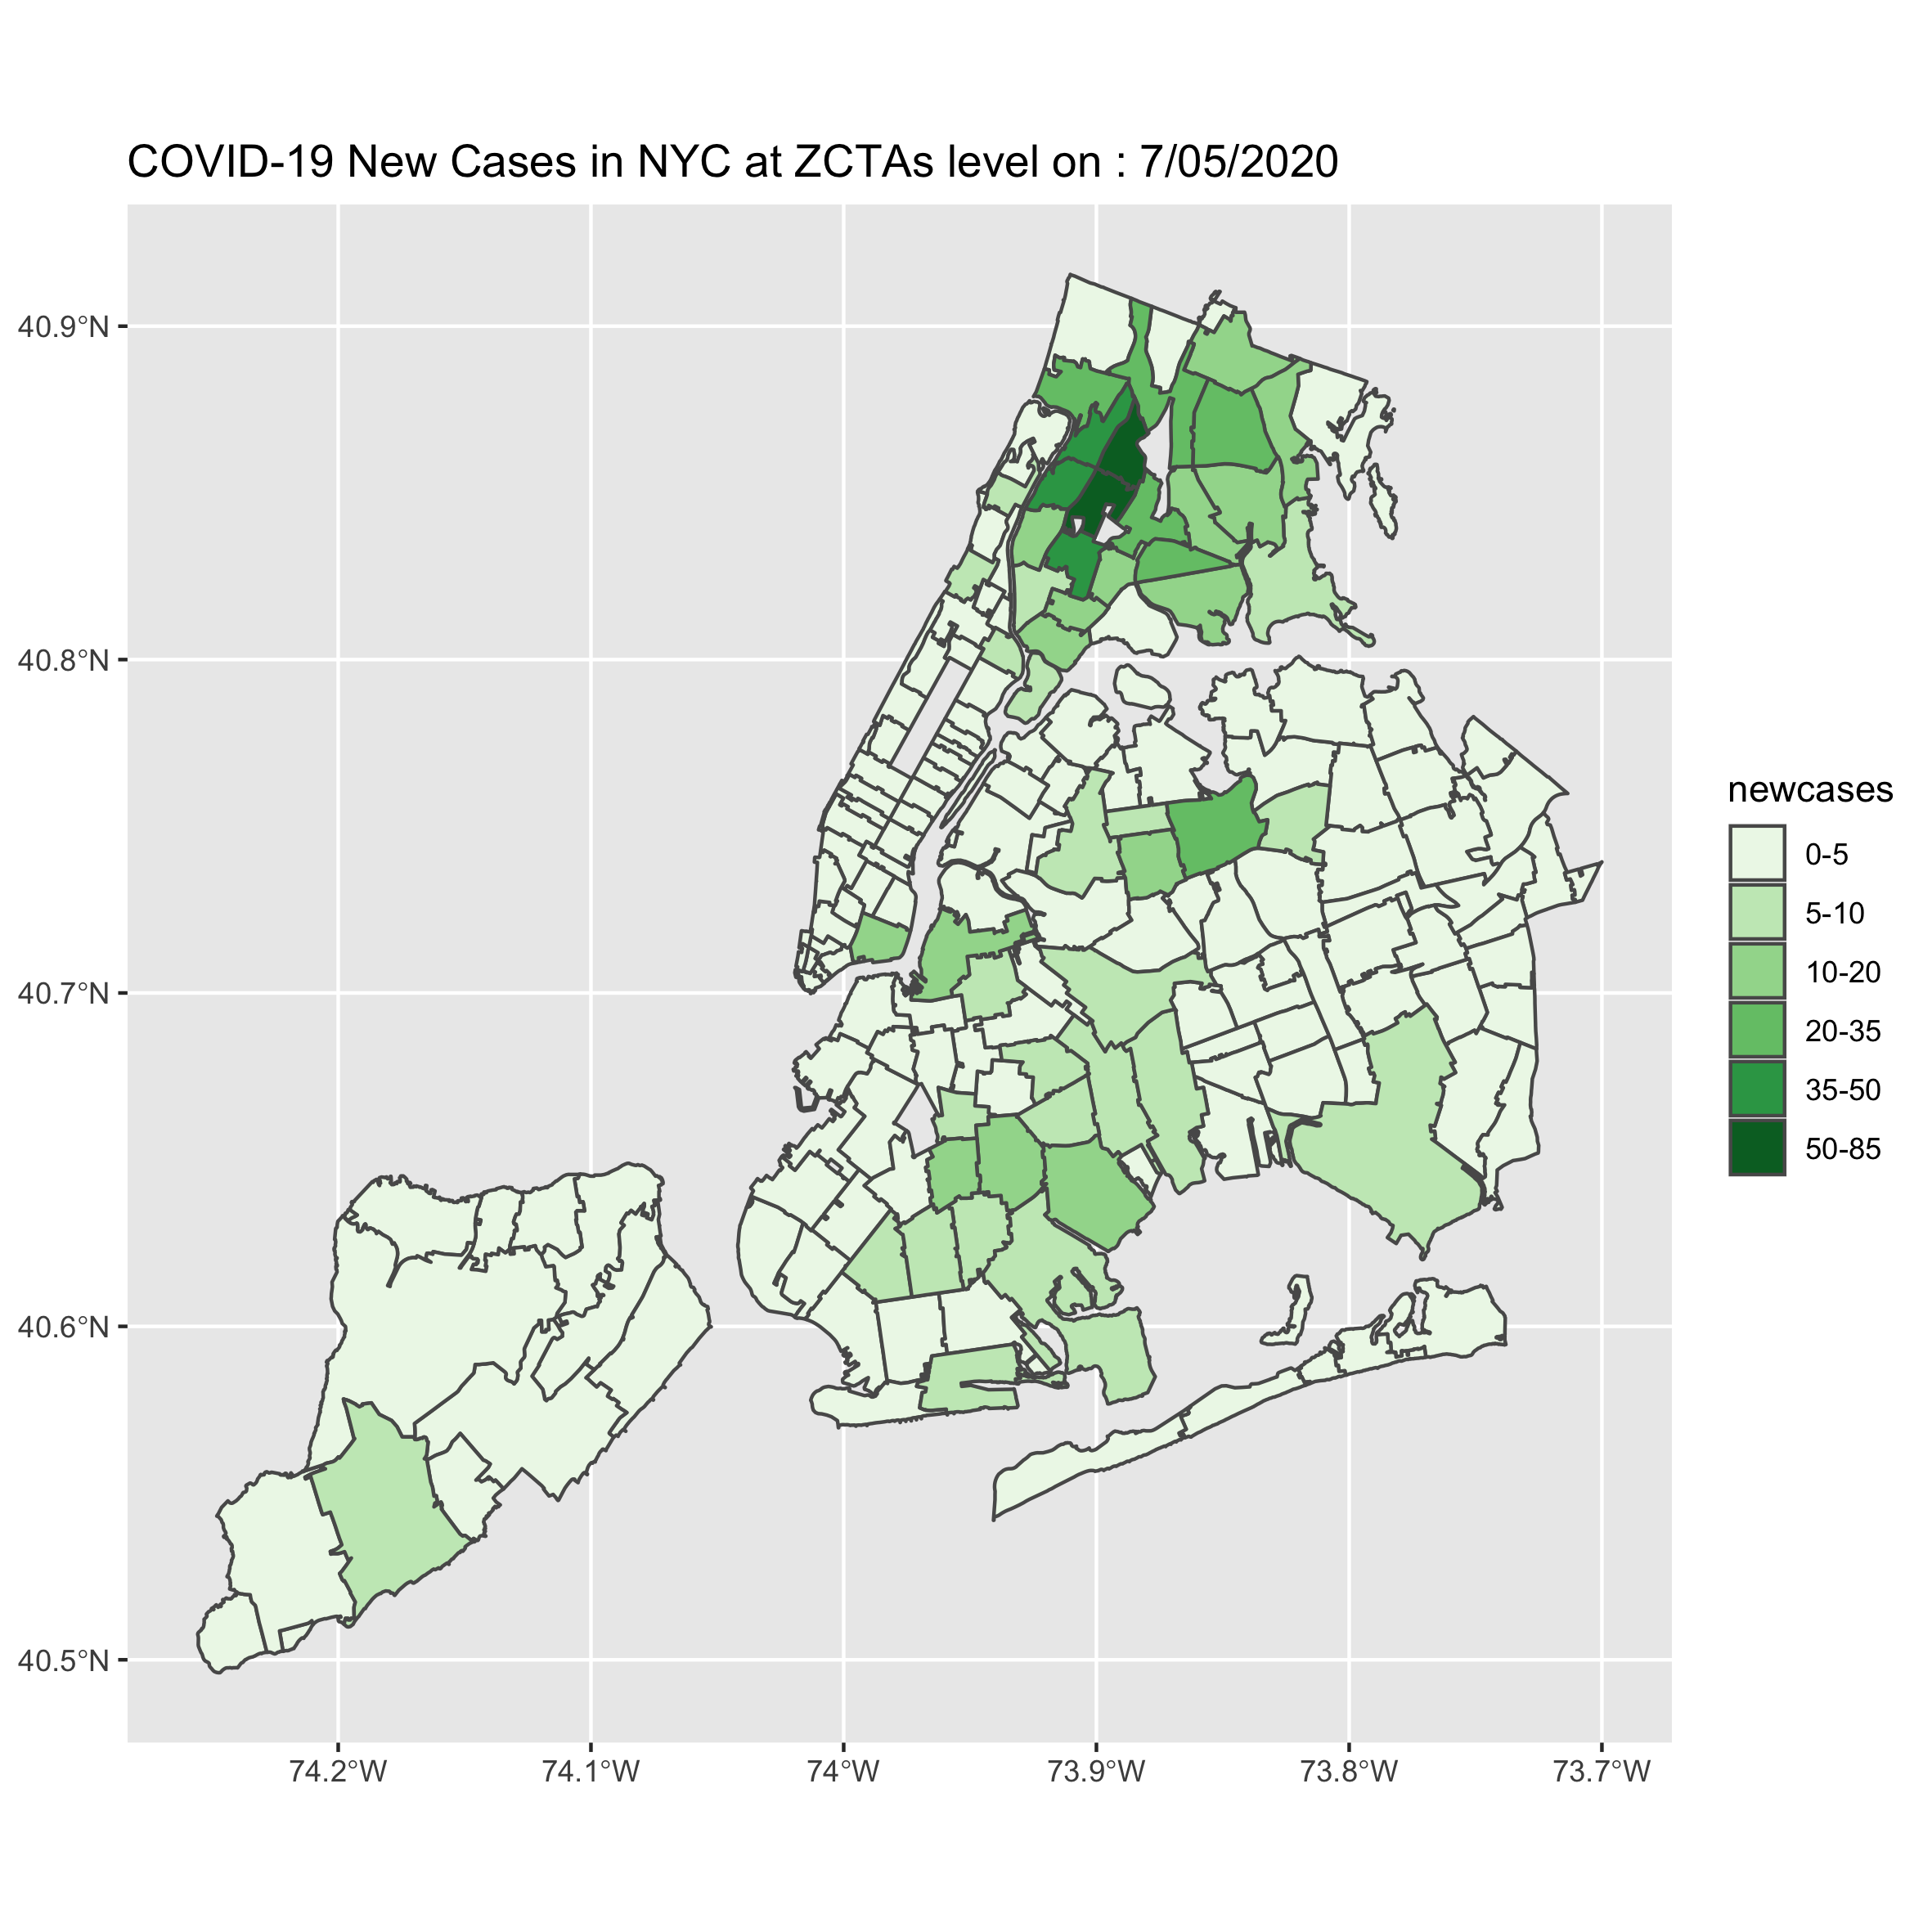 COVID-19 New Cases in NYC at ZCTAs level on : 7/05/2020
40.9°N
40.8°N
40.7°N
40.6°N
40.5°N
74.2°W
74.1°W
74°W
73.9°W
73.8°W
73.7°W
newcases
0-5
5-10
10-20
20-35
35-50
50-85